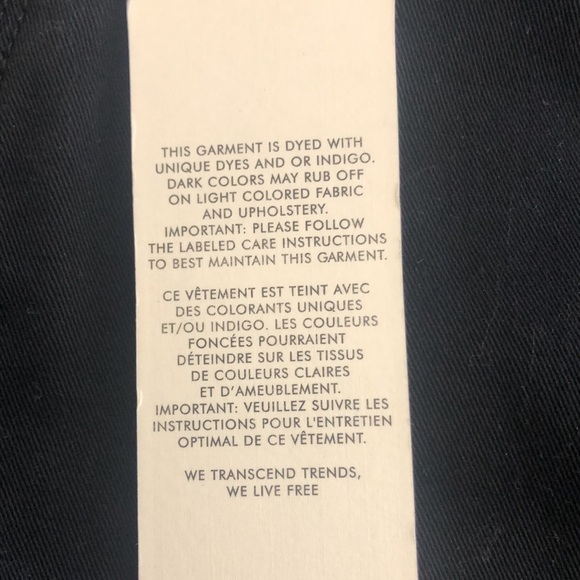 THIS GARMENT IS DYED WITH
UNIQUE DYES AND OR INDIGO.
DARK COLORS MAY RUB OFF
ON LIGHT COLORED FABRIC
AND UPHOLSTERY.
IMPORTANT: PLEASE FOLLOW
THE LABELED CARE INSTRUCTIONS
TO BEST MAINTAIN THIS GARMENT.
CE VÊTEMENT EST TEINT AVEC
DES COLORANTS UNIQUES
ET/OU INDIGO. LES COULEURS
FONCÉES POURRAIENT
DÉTEINDRE SUR LES TISSUS
DE COULEURS CLAIRES
ET D'AMEUBLEMENT.
IMPORTANT: VEUILLEZ SUIVRE LES
INSTRUCTIONS POUR L'ENTRETIEN
OPTIMAL DE CE VÊTEMENT.
WE TRANSCEND TRENDS,
WE LIVE FREE